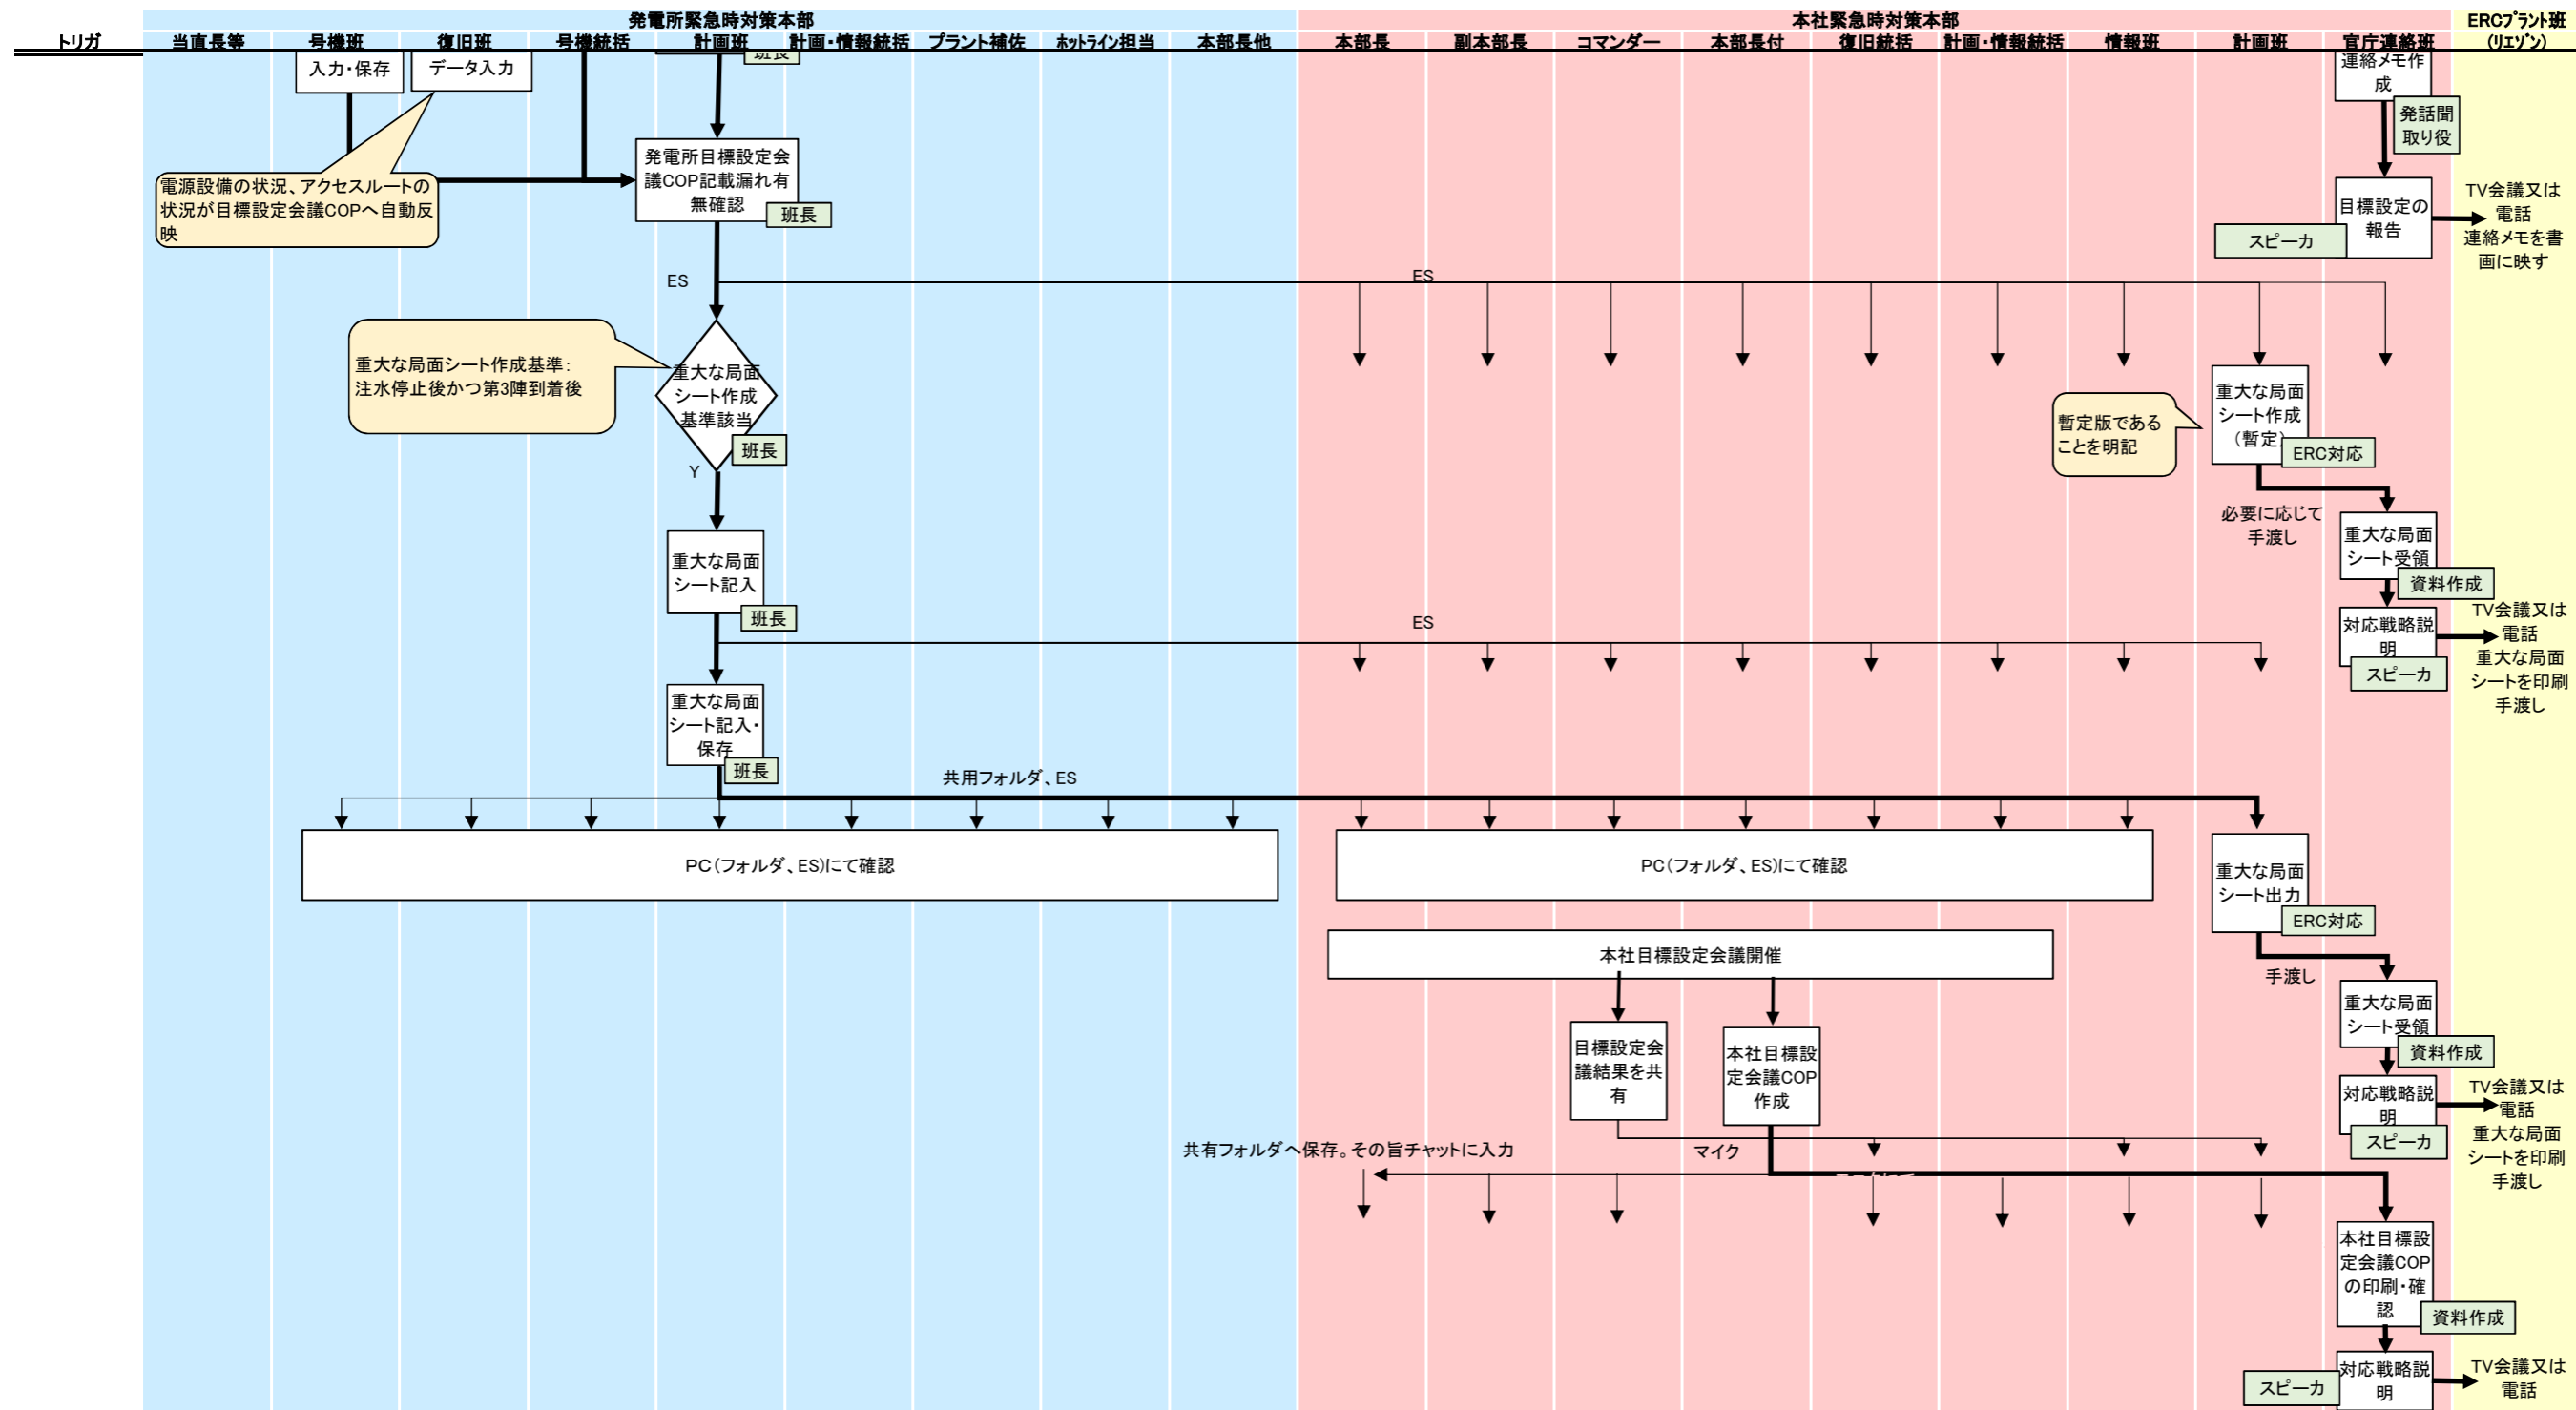 発電所緊急時対策本部
本社緊急時対策本部
ERCプラント班
(リエゾン)
トリガ
当直長等
号機班
復旧班
号機統括
計画班
計画・情報統括
プラント補佐
ホットライン担当
本部長他
本部長
副本部長
コマンダー
本部長付
復旧統括
計画・情報統括
情報班
計画班
官庁連絡班
入力・保存
データ入力
班長
連絡メモ作
成
発話聞
取り役
発電所目標設定会
議COP記載漏れ有
無確認
班長
電源設備の状況、アクセスルートの
状況が目標設定会議COPへ自動反
映
目標設定の
報告
スピーカ
TV会議又は
電話
連絡メモを書
画に映す
ES
ES
重大な局面シート作成基準：
注水停止後かつ第3陣到着後
重大な局面
シート作成
基準該当
班長
Y
暫定版である
ことを明記
重大な局面
シート作成
（暫定）
ERC対応
必要に応じて
手渡し
重大な局面
シート受領
資料作成
重大な局面
シート記入
班長
ES
対応戦略説
明
スピーカ
TV会議又は
電話
重大な局面
シートを印刷
手渡し
重大な局面
シート記入・
保存
班長
共用フォルダ、ES
PC（フォルダ、ES)にて確認
PC（フォルダ、ES)にて確認
重大な局面
シート出力
ERC対応
本社目標設定会議開催
手渡し
重大な局面
シート受領
資料作成
目標設定会
議結果を共
有
本社目標設
定会議COP
作成
対応戦略説
明
スピーカ
TV会議又は
電話
重大な局面
シートを印刷
手渡し
共有フォルダへ保存。その旨チャットに入力
マイク
本社目標設
定会議COP
の印刷・確
認
資料作成
対応戦略説
明
スピーカ
TV会議又は
電話